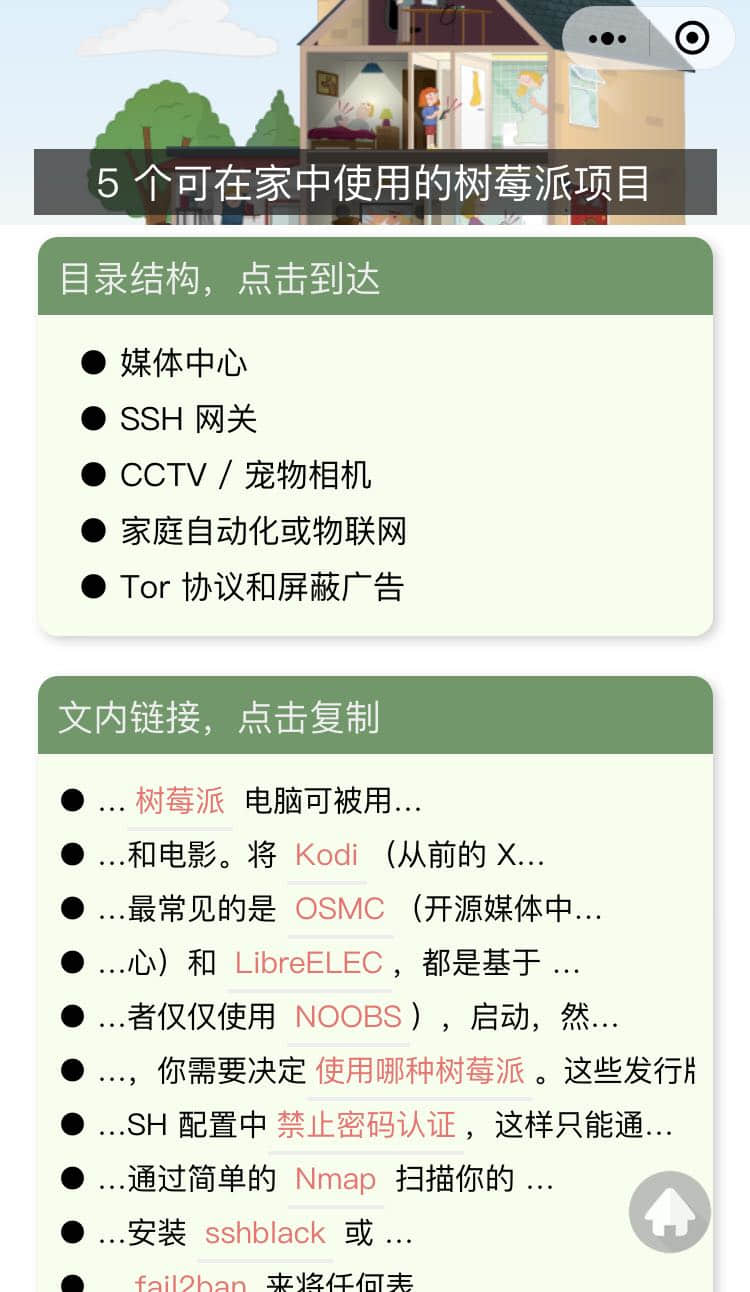 5 个可在家中使用的树莓派项目
目录结构，点击到达
● 媒体中心
● SSH 网关
● CCTV / 宠物相机
● 家庭自动化或物联网
● Tor 协议和屏蔽广告
文内链接，点击复制
● ... 树莓派 电脑可被用...
● ...和电影。将 Kodi （从前的 X...
● ...最常见的是 OSMC （开源媒体中...
● ...心）和 LibreELEC ，都是基于 ...
● ...者仅仅使用 NOOBS ），启动，然...
● ...，你需要决定 使用哪种树莓派 。这些发行
● ...SH 配置中 禁止密码认证 ，这样只能通...
● ...通过简单的 Nmap 扫描你的 ...
● ...安装 sshblack 或 ...
● fail2ban 来将任何表